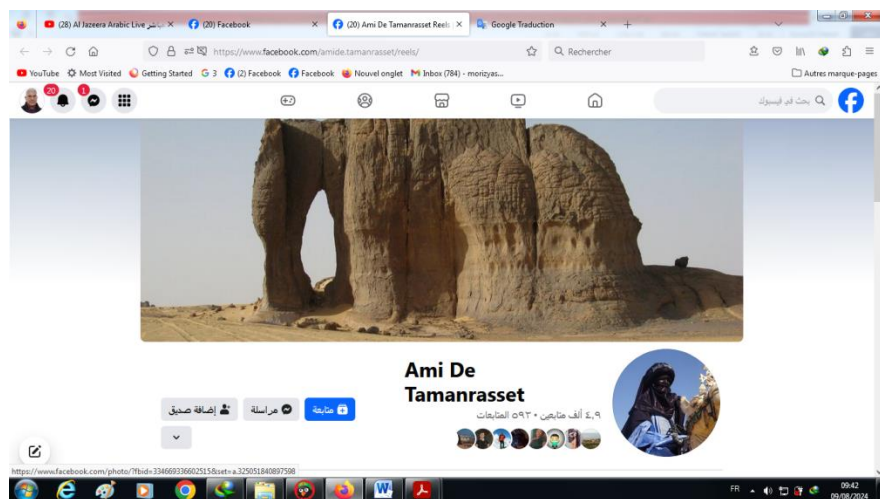 (28) Al Jazeera Arabic Live مباشر
(20) Facebook
(20) Ami De Tamanrasset Reels
Google Traduction
https://www.facebook.com/amide.tamanrasset/reels/
Rechercher
YouTube
Most Visited
Getting Started
G 3
(2) Facebook
Facebook
Nouvel onglet
Inbox (784) - morizyas...
Autres marque-pages
20
1
بحث في فيسبوك
Ami De
Tamanrasset
٤,٩ ألف متابعين • ٥٩٣ المتابعات
متابعة
مراسلة
إضافة صديق
https://www.facebook.com/photo/?fbid=334669336602515&set=a.325051840897598
FR
09:42
09/08/2024